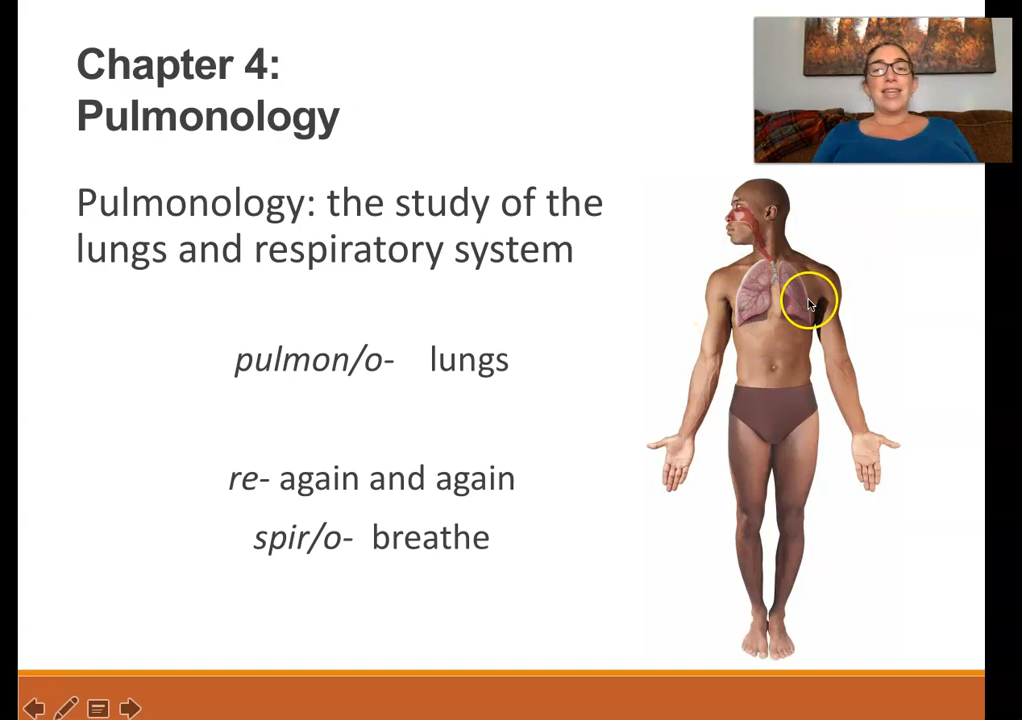 Chapter 4:
Pulmonology
Pulmonology: the study of the
lungs and respiratory system
pulmon/o- lungs
re- again and again
spir/o- breathe